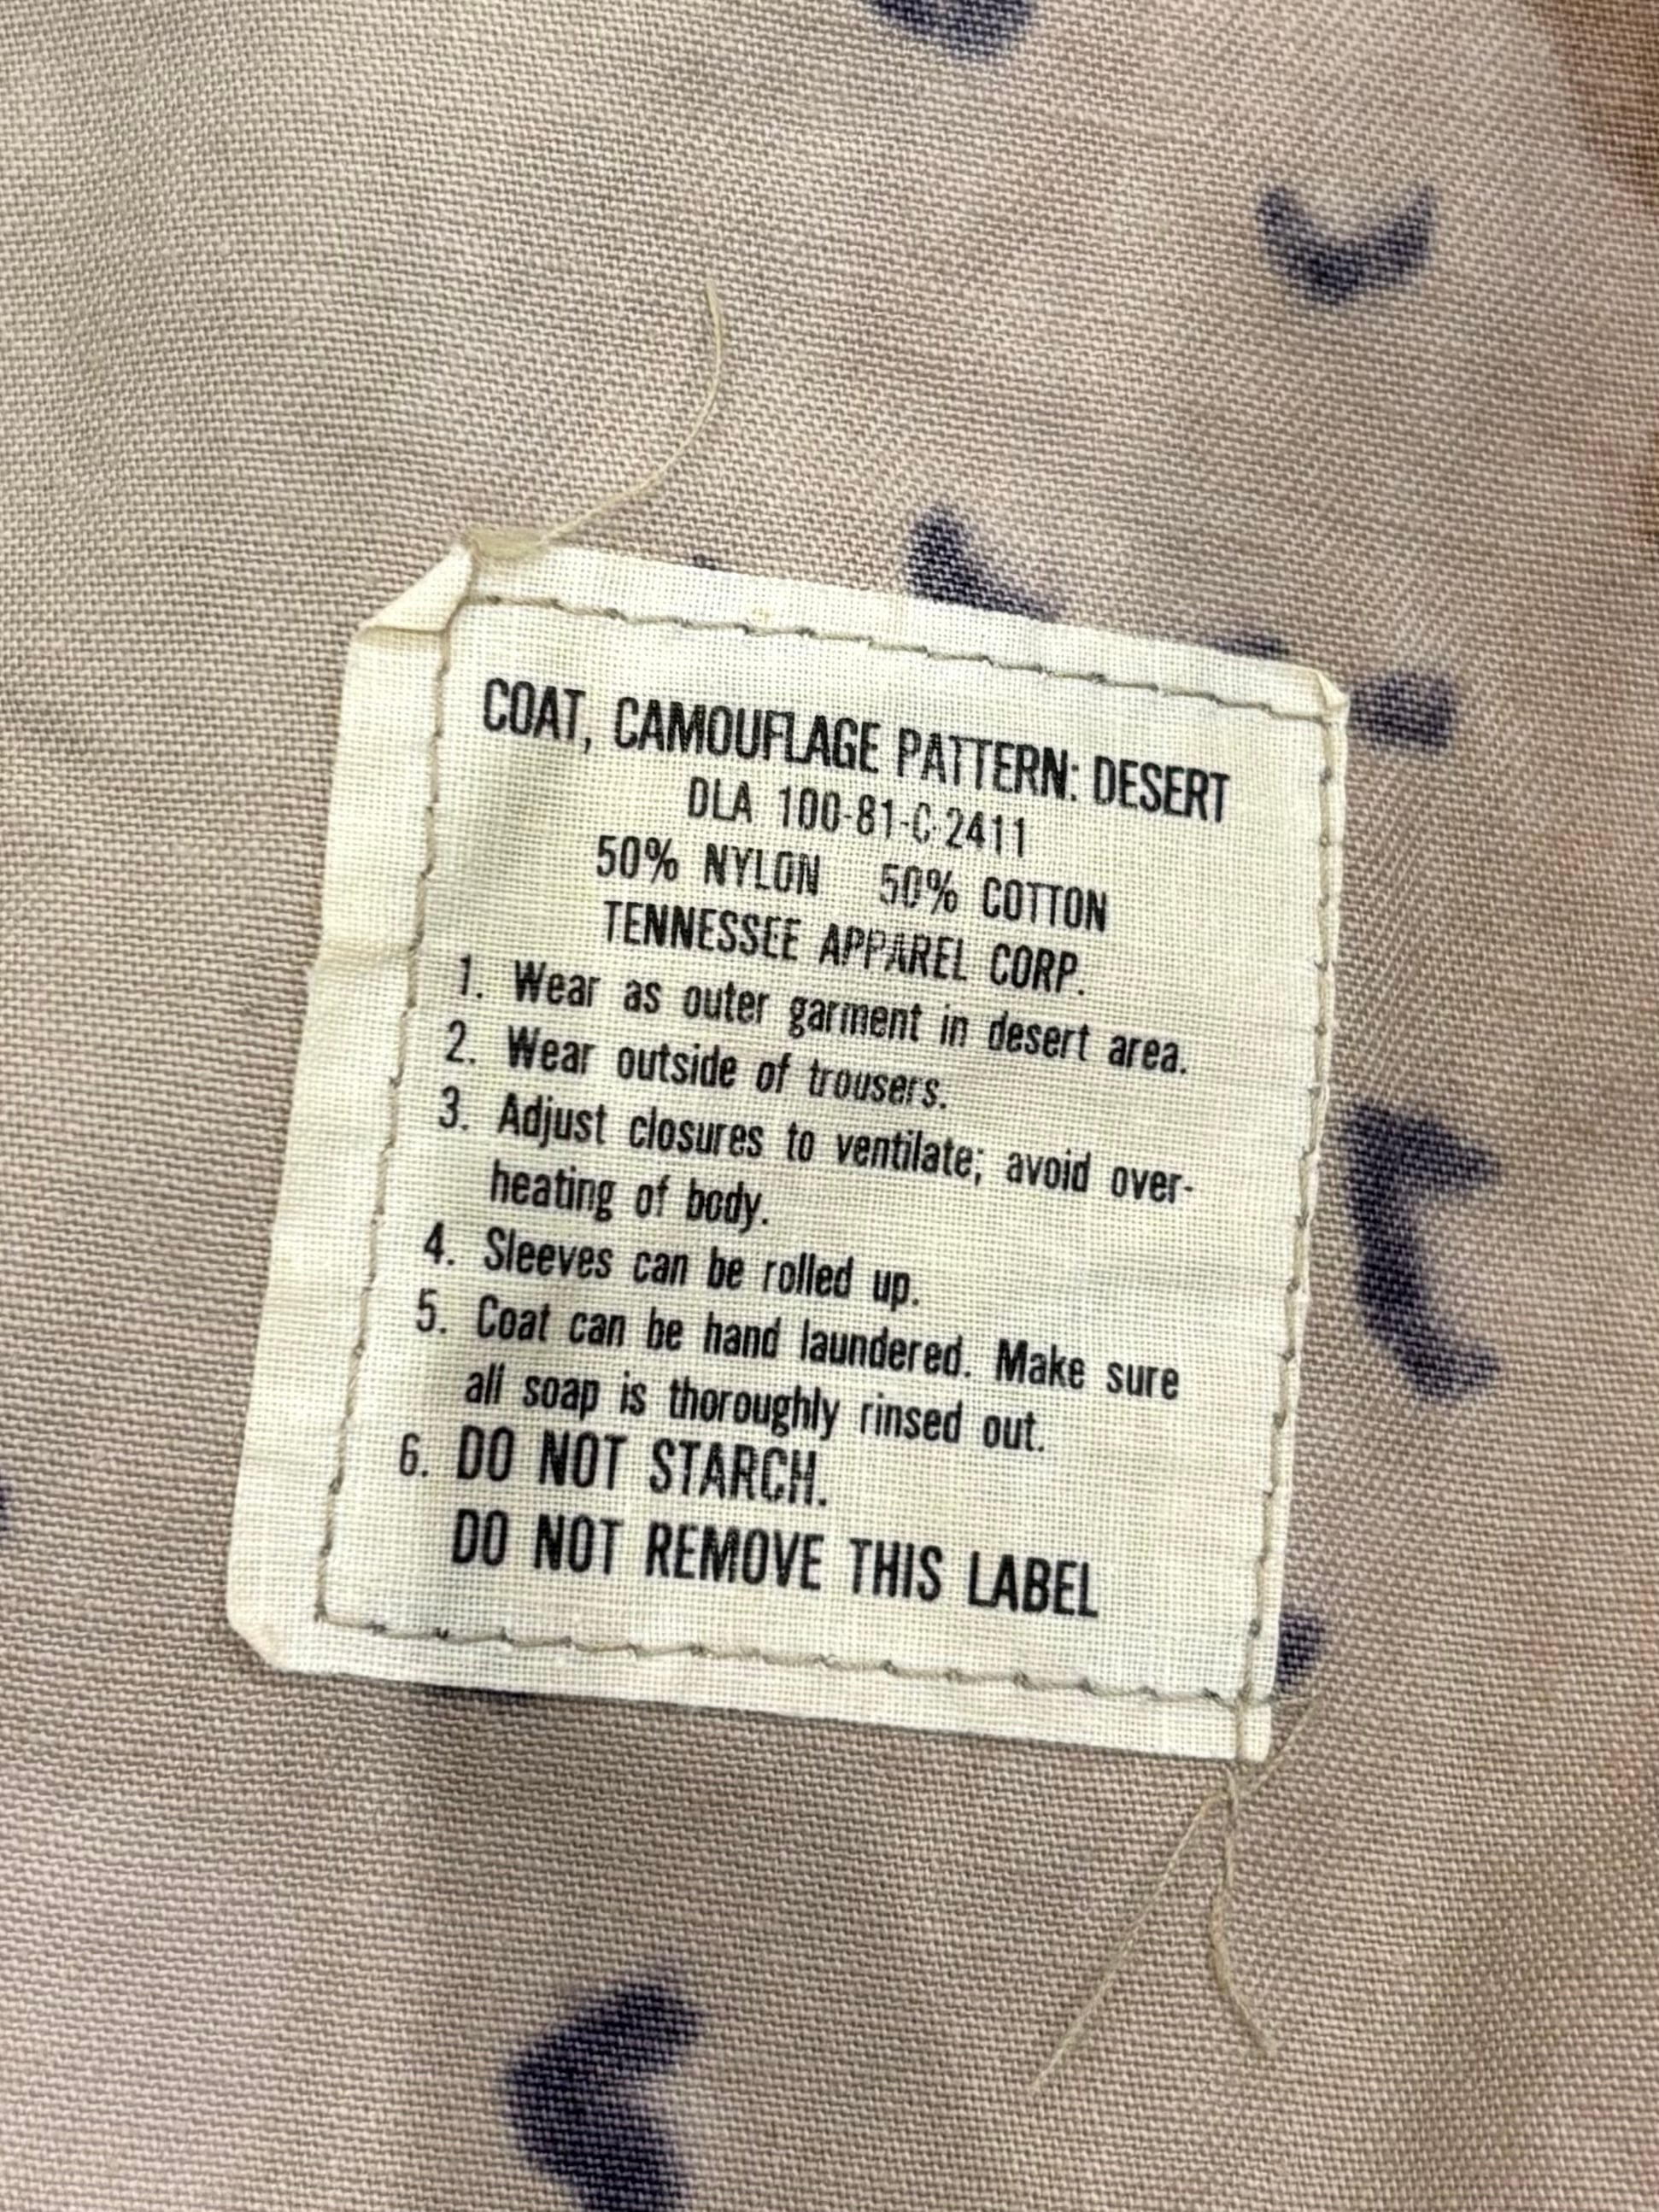 COAT, CAMOUFLAGE PATTERN: DESERT
DLA 100-81-C-2411
50% NYLON 50% COTTON
TENNESSEE APPAREL CORP.
1. Wear as outer garment in desert area.
2. Wear outside of trousers.
3. Adjust closures to ventilate; avoid over-
heating of body.
4. Sleeves can be rolled up.
5. Coat can be hand laundered. Make sure
all soap is thoroughly rinsed out.
6. DO NOT STARCH.
DO NOT REMOVE THIS LABEL